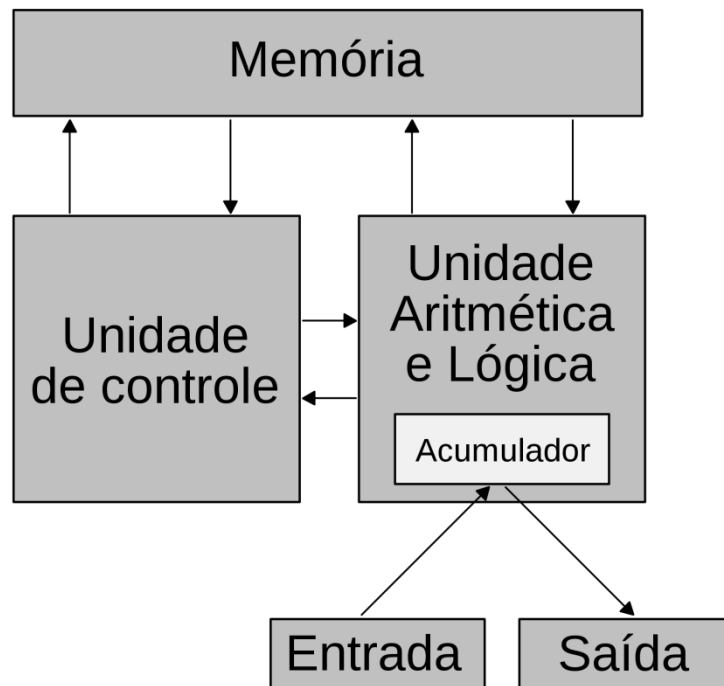 Memória
Unidade
de controle
Unidade
Aritmética
e Lógica
Acumulador
Entrada
Saída